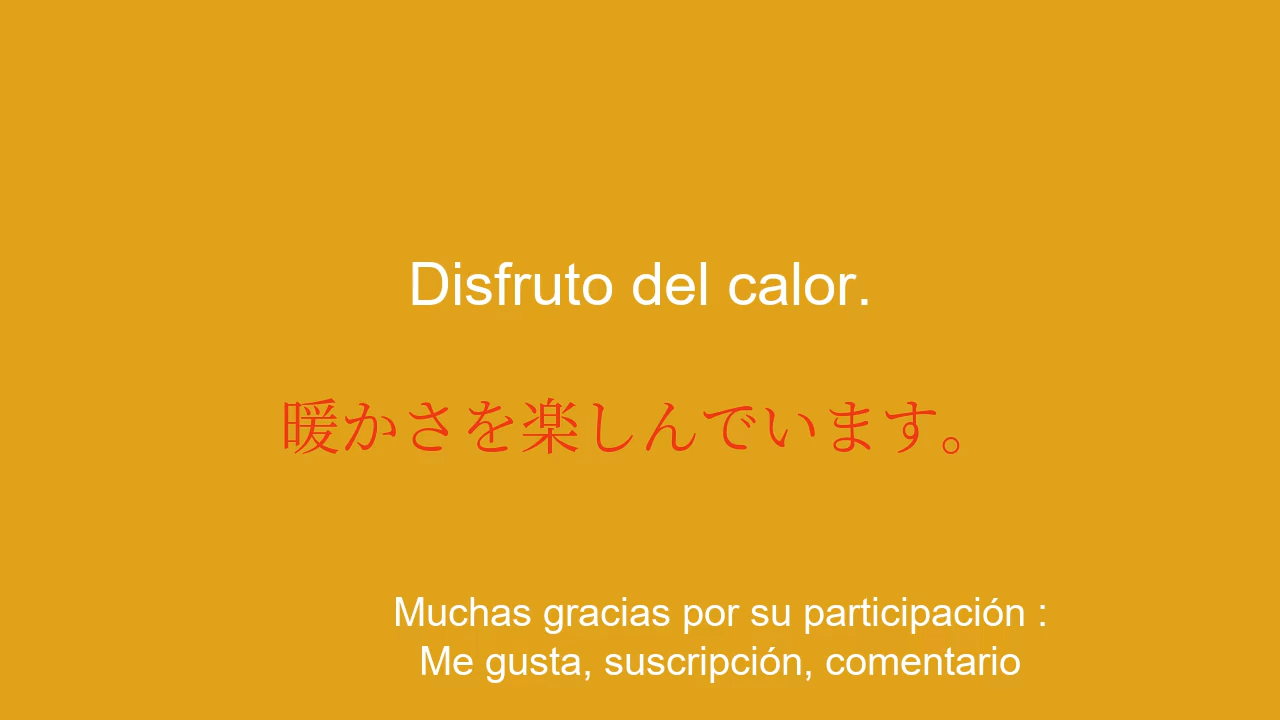 Disfruto del calor.
暖かさを楽しんでいます。
Muchas gracias por su participación :
Me gusta, suscripción, comentario